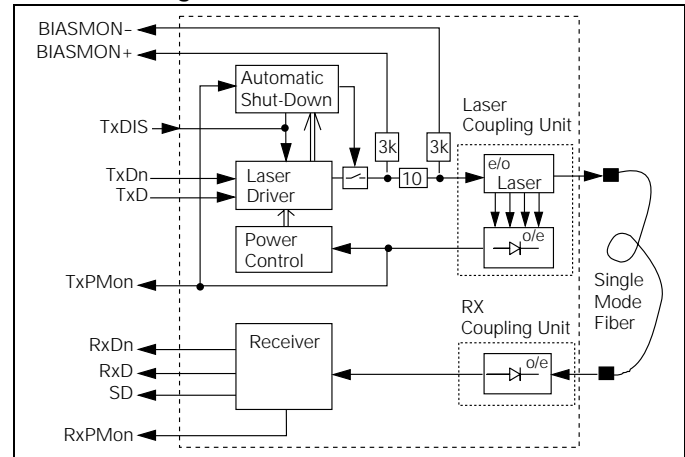 BIASMON–
BIASMON+
Automatic
Shut-Down
Laser
Coupling Unit
TxDIS
3k
3k
e/o
Laser
TxDn
TxD
Laser
Driver
10
o/e
Power
Control
TxPMon
Single
Mode
Fiber
RX
Coupling Unit
RxDn
RxD
SD
Receiver
o/e
RxPMon